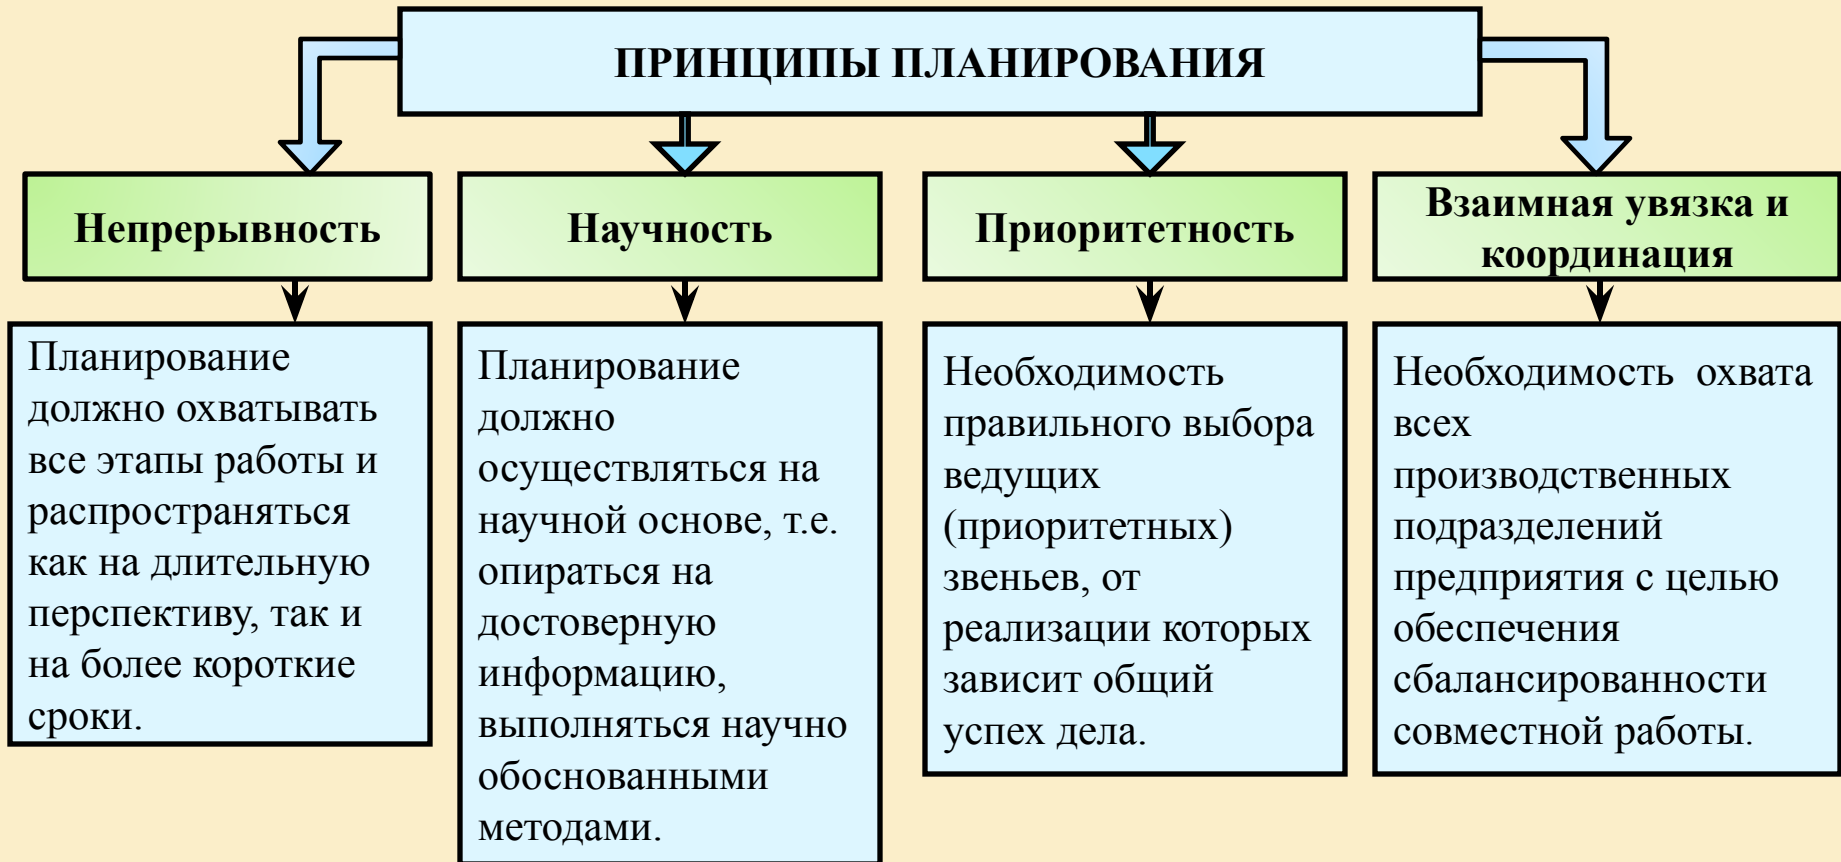 ПРИНЦИПЫ ПЛАНИРОВАНИЯ
Непрерывность
Планирование
должно охватывать
все этапы работы и
распространяться
как на длительную
перспективу, так и
на более короткие
сроки.
Научность
Планирование
должно
осуществляться на
научной основе, т.е.
опираться на
достоверную
информацию,
выполняться научно
обоснованными
методами.
Приоритетность
Необходимость
правильного выбора
ведущих
(приоритетных)
звеньев, от
реализации которых
зависит общий
успех дела.
Взаимная увязка и
координация
Необходимость охвата
всех
производственных
подразделений
предприятия с целью
обеспечения
сбалансированности
совместной работы.